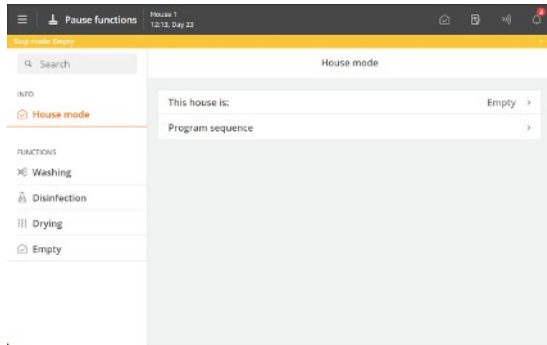 Pause functions
House 1
12:13, Day 23
Stop mode: Empty
Search
House mode
INFO
House mode
This house is:
Empty
Program sequence
FUNCTIONS
Washing
Disinfection
Drying
Empty